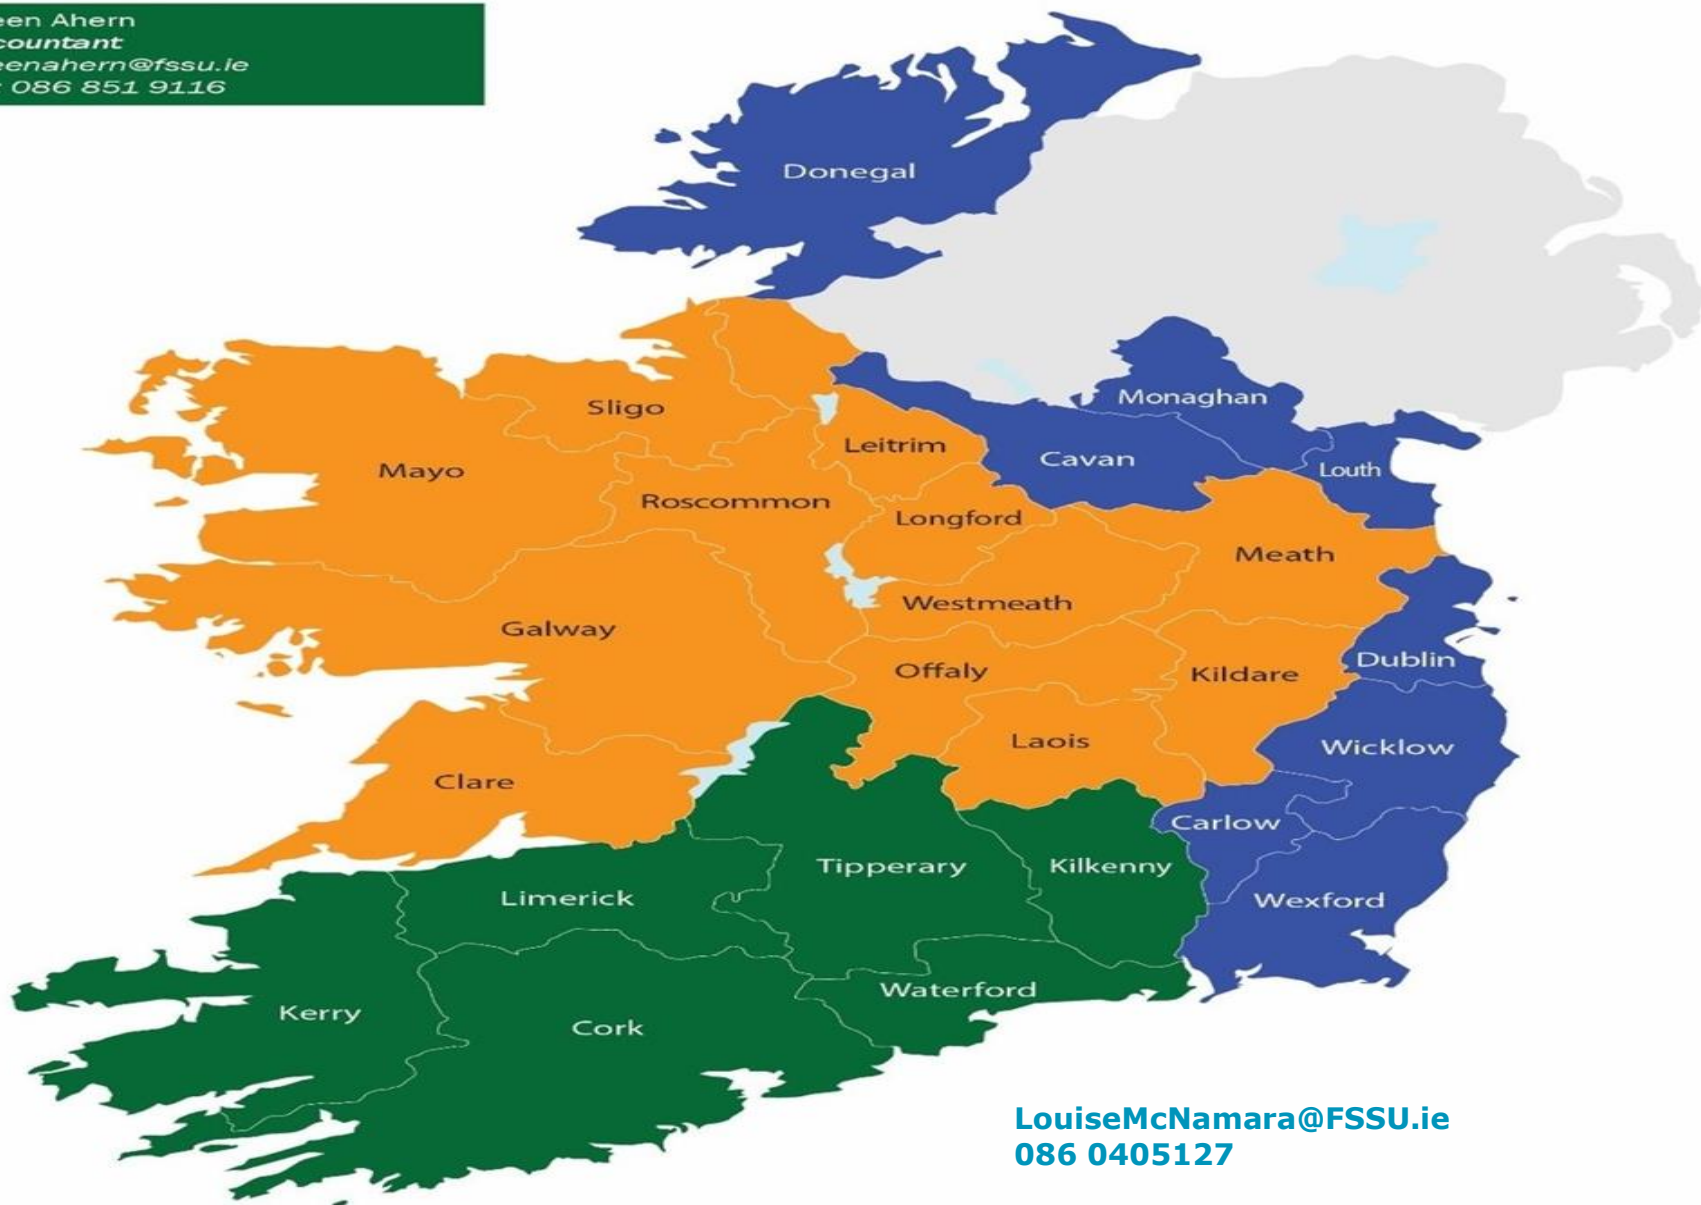 een Ahern
countant
eenahern@fssu.ie
: 086 851 9116
Donegal
Monaghan
Sligo
Leitrim
Cavan
Louth
Mayo
Roscommon
Longford
Meath
Westmeath
Galway
Offaly
Kildare
Dublin
Laois
Wicklow
Clare
Carlow
Tipperary
Kilkenny
Limerick
Wexford
Waterford
Kerry
Cork
LouiseMcNamara@FSSU.ie
086 0405127